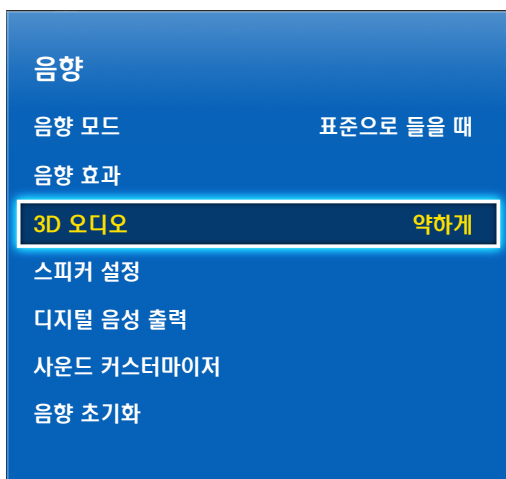 음향
음향 모드 표준으로 들을 때
음향 효과
3D 오디오 약하게
스피커 설정
디지털 음성 출력
사운드 커스터마이저
음향 초기화